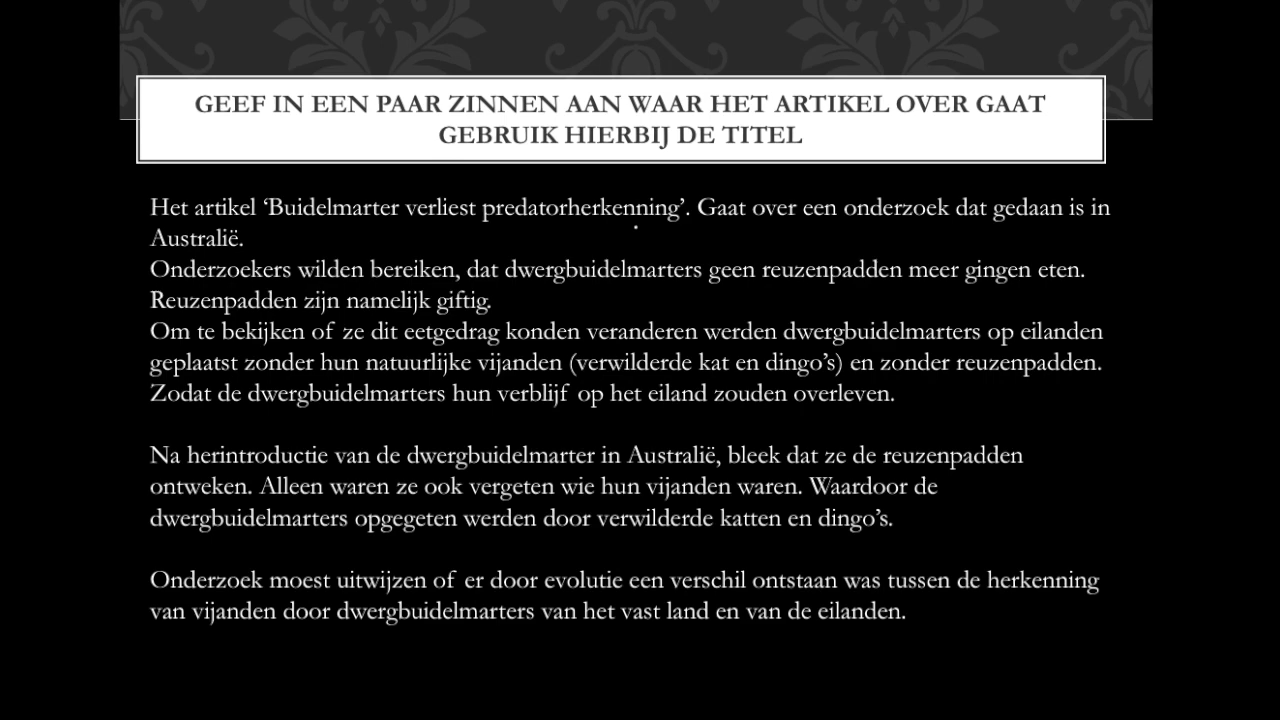 GEEF IN EEN PAAR ZINNEN AAN WAAR HET ARTIKEL OVER GAAT
GEBRUIK HIERBIJ DE TITEL
Het artikel ‘Buidelmarter verliest predatorherkenning’. Gaat over een onderzoek dat gedaan is in
Australië.
Onderzoekers wilden bereiken, dat dwergbuidelmarters geen reuzenpadden meer gingen eten.
Reuzenpadden zijn namelijk giftig.
Om te bekijken of ze dit eetgedrag konden veranderen werden dwergbuidelmarters op eilanden
geplaatst zonder hun natuurlijke vijanden (verwilderde kat en dingo’s) en zonder reuzenpadden.
Zodat de dwergbuidelmarters hun verblijf op het eiland zouden overleven.
Na herintroductie van de dwergbuidelmarter in Australië, bleek dat ze de reuzenpadden
ontweken. Alleen waren ze ook vergeten wie hun vijanden waren. Waardoor de
dwergbuidelmarters opgegeten werden door verwilderde katten en dingo’s.
Onderzoek moest uitwijzen of er door evolutie een verschil ontstaan was tussen de herkenning
van vijanden door dwergbuidelmarters van het vast land en van de eilanden.